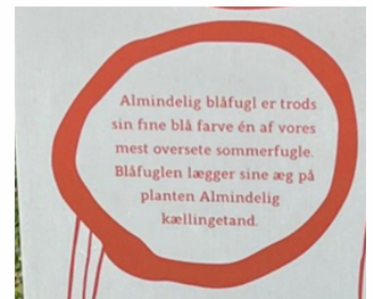 Almindelig blåfugl er trods
sin fine blå farve én af vores
mest oversete sommerfugle.
Blåfuglen lægger sine æg på
planten Almindelig
kællingetand.